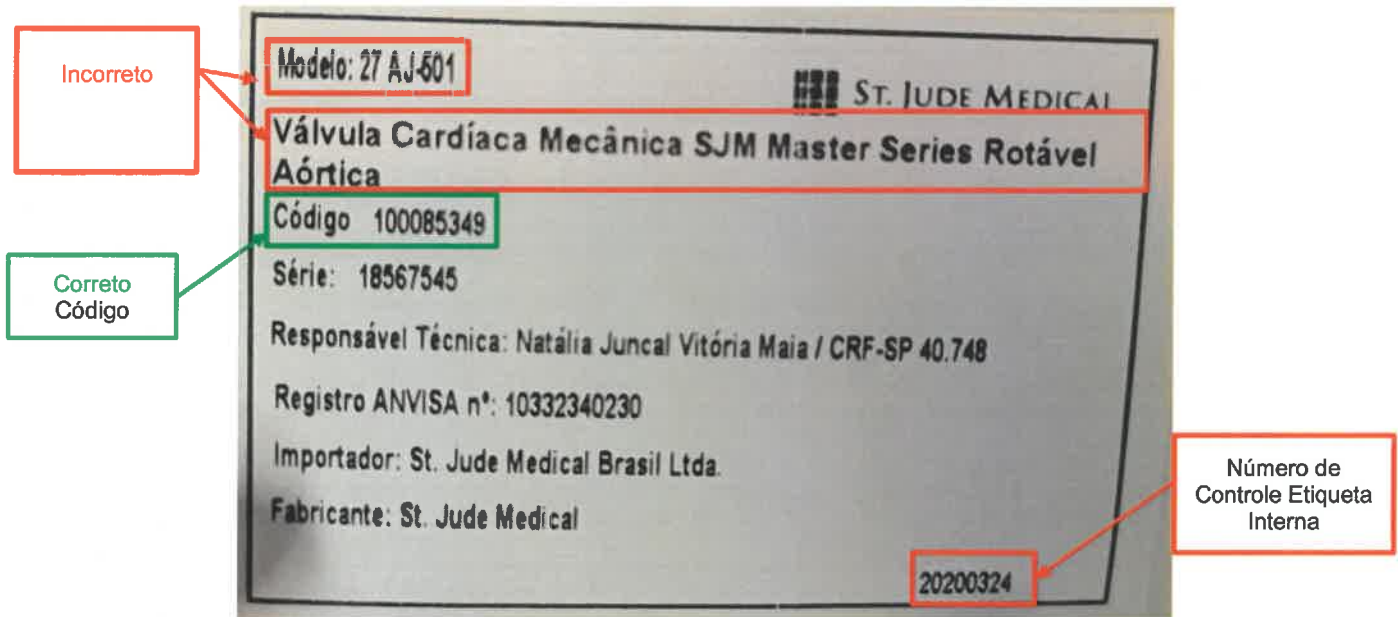 Incorreto
Modelo: 27 AJ-501
ST. JUDE MEDICAL
Válvula Cardíaca Mecânica SJM Master Series Rotável
Aórtica
Código 100085349
Correto
Código
Série: 18567545
Responsável Técnica: Natália Juncal Vitória Maia / CRF-SP 40.748
Registro ANVISA nº: 10332340230
Importador: St. Jude Medical Brasil Ltda.
Fabricante: St. Jude Medical
Número de
Controle Etiqueta
Interna
20200324